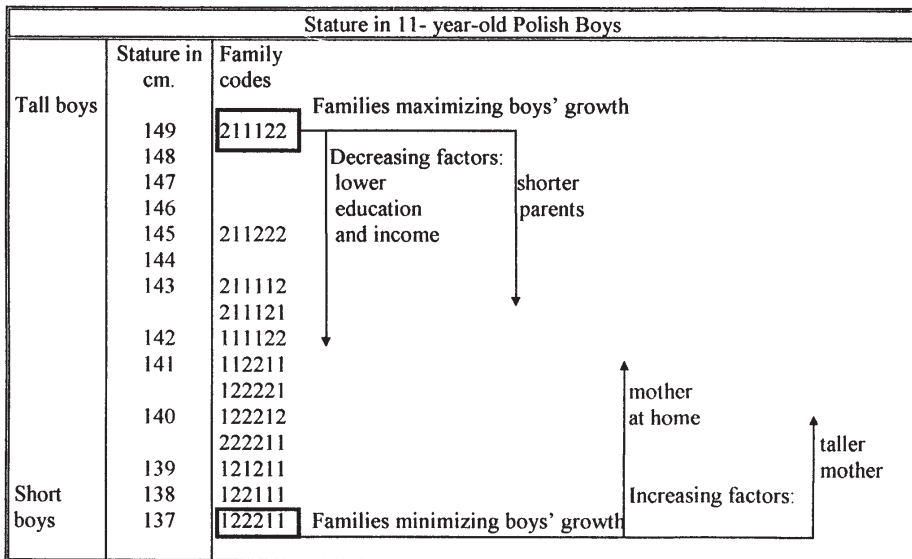 Stature in 11- year-old Polish Boys
Stature in Family
cm. codes
Tall boys Families maximizing boys' growth
149 211122
148 Decreasing factors:
147 lower shorter
146 education parents
145 211222 and income
144
143 211112
211121
142 111122
141 112211
122221 mother
140 122212 at home
222211 taller
139 121211 mother
Short 138 122111 Increasing factors:
boys 137 122211 Families minimizing boys' growth